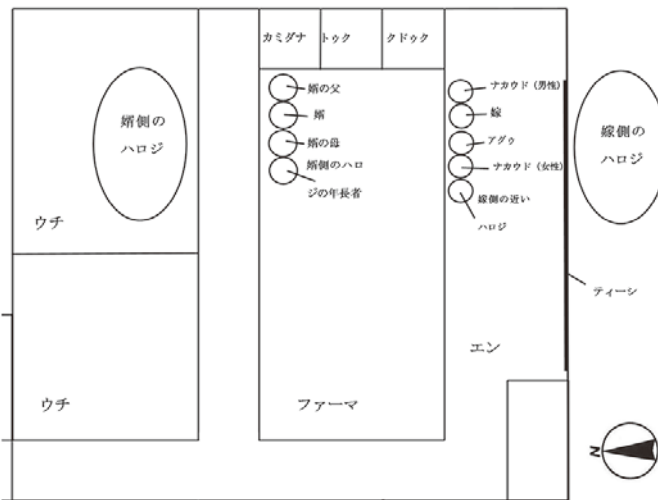 カミダナ
トゥク
クドゥク
婿の父
婿
婿の母
婿側のハロ
ジの年長者
ナカウド（男性）
嫁
アグゥ
ナカウド（女性）
嫁側の近い
ハロジ
婿側の
ハロジ
嫁側の
ハロジ
ウチ
ティーシ
エン
ウチ
ファーマ
N